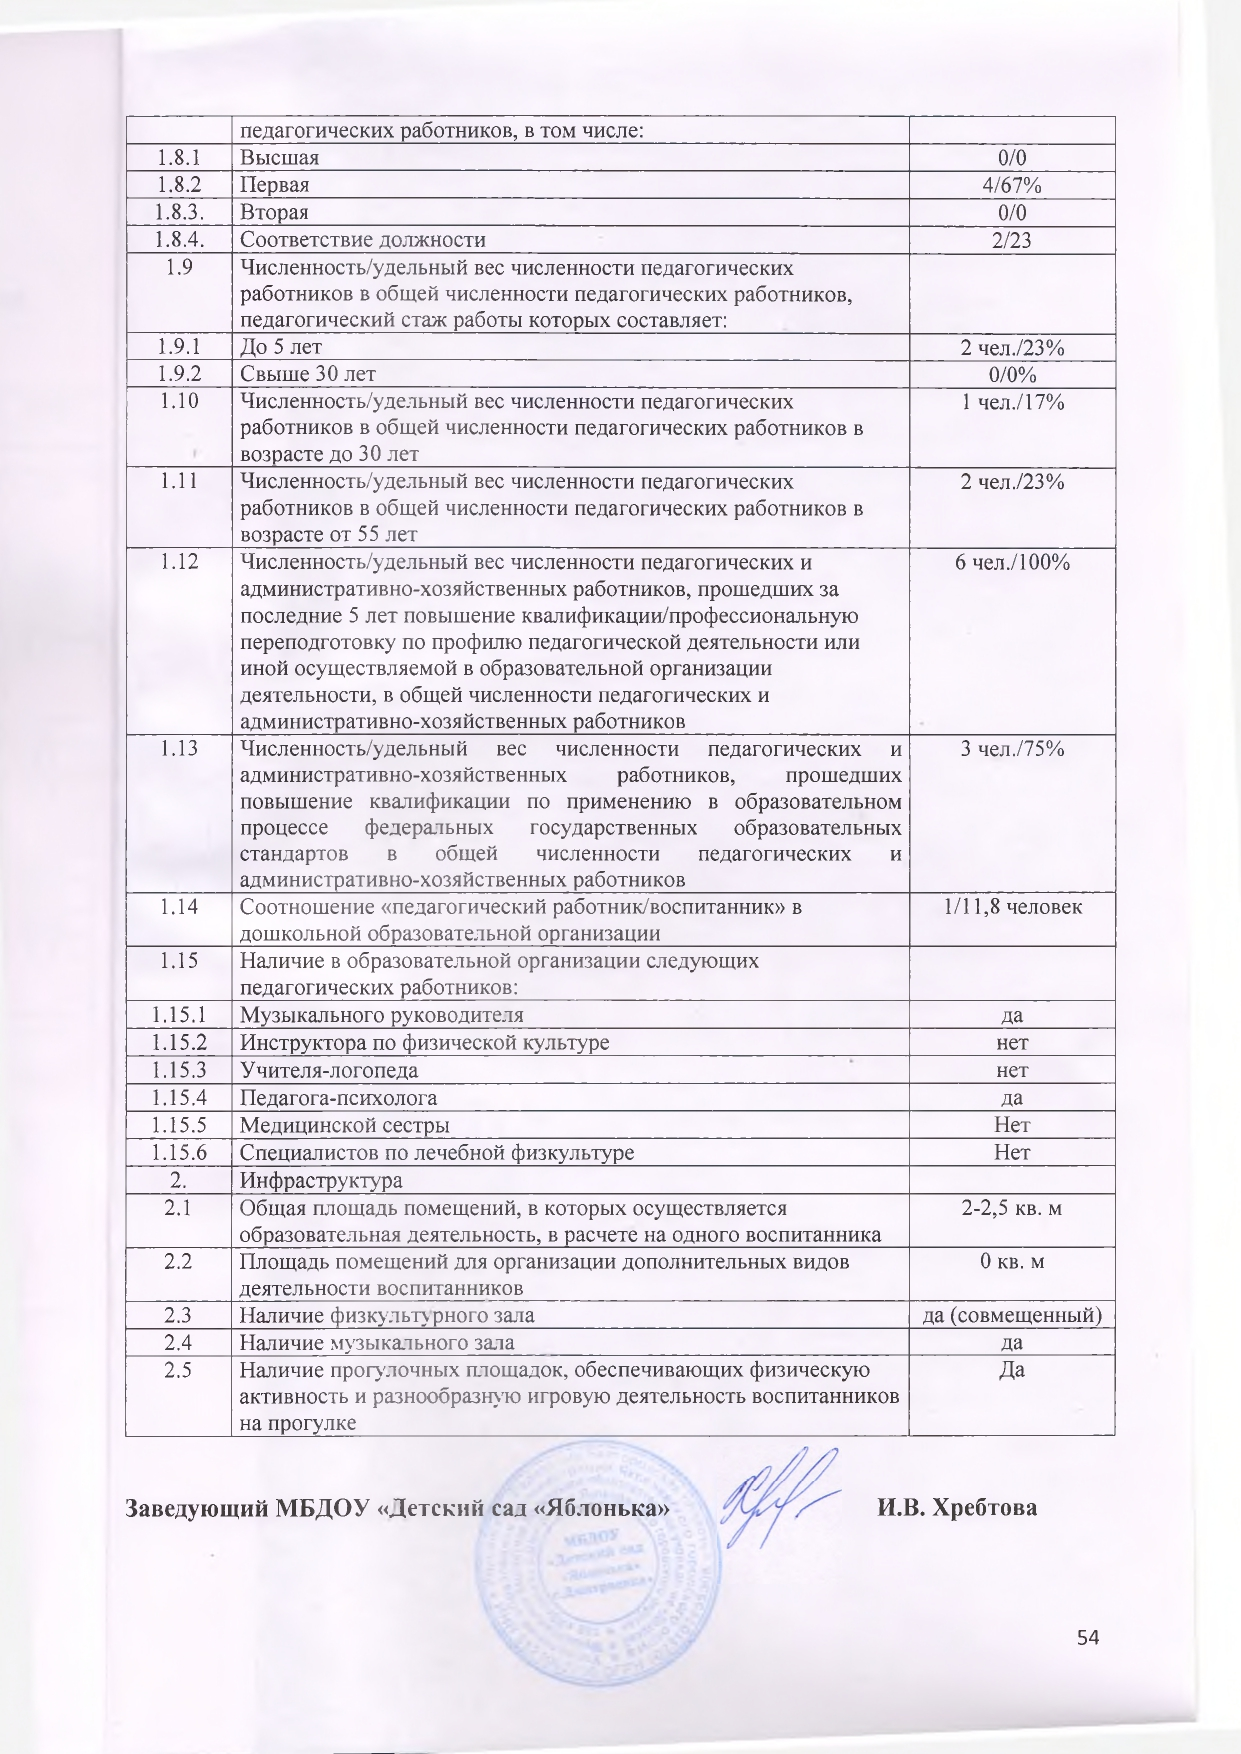 педагогических работников, в том числе:
1.8.1 Высшая 0/0
1.8.2 Первая 4/67%
1.8.3. Вторая 0/0
1.8.4. Соответствие должности 2/23
1.9 Численность/удельный вес численности педагогических
работников в общей численности педагогических работников,
педагогический стаж работы которых составляет:
1.9.1 До 5 лет 2 чел./23%
1.9.2 Свыше 30 лет 0/0%
1.10 Численность/удельный вес численности педагогических 1 чел./17%
работников в общей численности педагогических работников в
возрасте до 30 лет
1.11 Численность/удельный вес численности педагогических 2 чел./23%
работников в общей численности педагогических работников в
возрасте от 55 лет
1.12 Численность/удельный вес численности педагогических и 6 чел./100%
административно-хозяйственных работников, прошедших за
последние 5 лет повышение квалификации/профессиональную
переподготовку по профилю педагогической деятельности или
иной осуществляемой в образовательной организации
деятельности, в общей численности педагогических и
административно-хозяйственных работников
1.13 Численность/удельный вес численности педагогических и 3 чел./75%
административно-хозяйственных работников, прошедших
повышение квалификации по применению в образовательном
процессе федеральных государственных образовательных
стандартов в общей численности педагогических и
административно-хозяйственных работников
1.14 Соотношение «педагогический работник/воспитанник» в 1/11,8 человек
дошкольной образовательной организации
1.15 Наличие в образовательной организации следующих
педагогических работников:
1.15.1 Музыкального руководителя да
1.15.2 Инструктора по физической культуре нет
1.15.3 Учителя-логопеда нет
1.15.4 Педагога-психолога да
1.15.5 Медицинской сестры Нет
1.15.6 Специалистов по лечебной физкультуре Нет
2. Инфраструктура
2.1 Общая площадь помещений, в которых осуществляется 2-2,5 кв. м
образовательная деятельность, в расчете на одного воспитанника
2.2 Площадь помещений для организации дополнительных видов 0 кв. м
деятельности воспитанников
2.3 Наличие физкультурного зала да (совмещенный)
2.4 Наличие музыкального зала да
2.5 Наличие прогулочных площадок, обеспечивающих физическую Да
активность и разнообразную игровую деятельность воспитанников
на прогулке
Заведующий МБДОУ «Детский сад «Яблонька» И.В. Хребтова
МБДОУ
«Детский сад
«Яблонька»
54